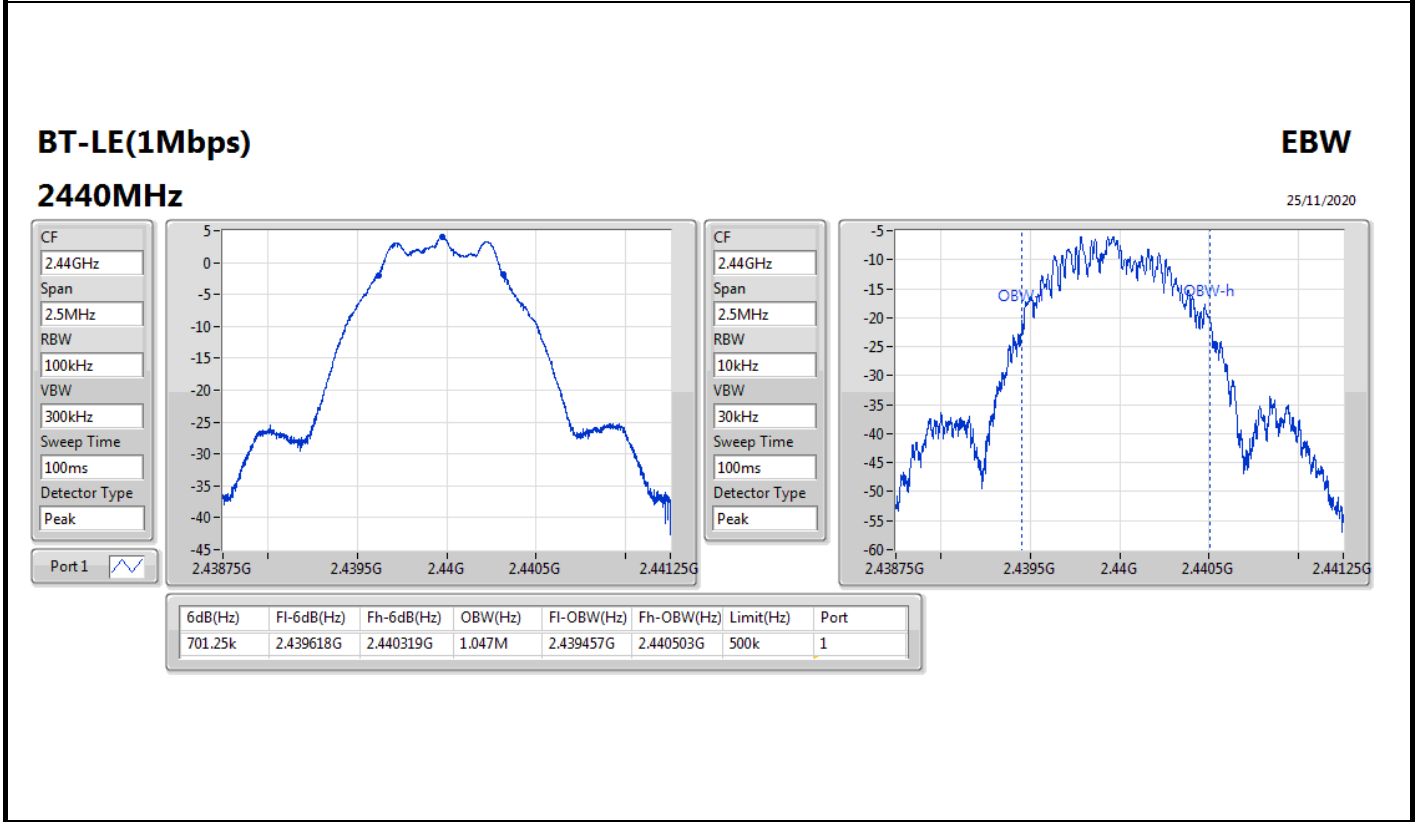 BT-LE(1Mbps)
EBW
2440MHz
25/11/2020
CF
2.44GHz
Span
2.5MHz
RBW
100kHz
VBW
300kHz
Sweep Time
100ms
Detector Type
Peak
Port 1
5
0
-5
-10
-15
-20
-25
-30
-35
-40
-45
2.43875G 2.4395G 2.44G 2.4405G 2.44125G
CF
2.44GHz
Span
2.5MHz
RBW
10kHz
VBW
30kHz
Sweep Time
100ms
Detector Type
Peak
-5
-10
-15
-20
-25
-30
-35
-40
-45
-50
-55
-60
OBW OBW-h
2.43875G 2.4395G 2.44G 2.4405G 2.44125G
6dB(Hz) Fl-6dB(Hz) Fh-6dB(Hz) OBW(Hz) Fl-OBW(Hz) Fh-OBW(Hz) Limit(Hz) Port
701.25k 2.439618G 2.440319G 1.047M 2.439457G 2.440503G 500k 1